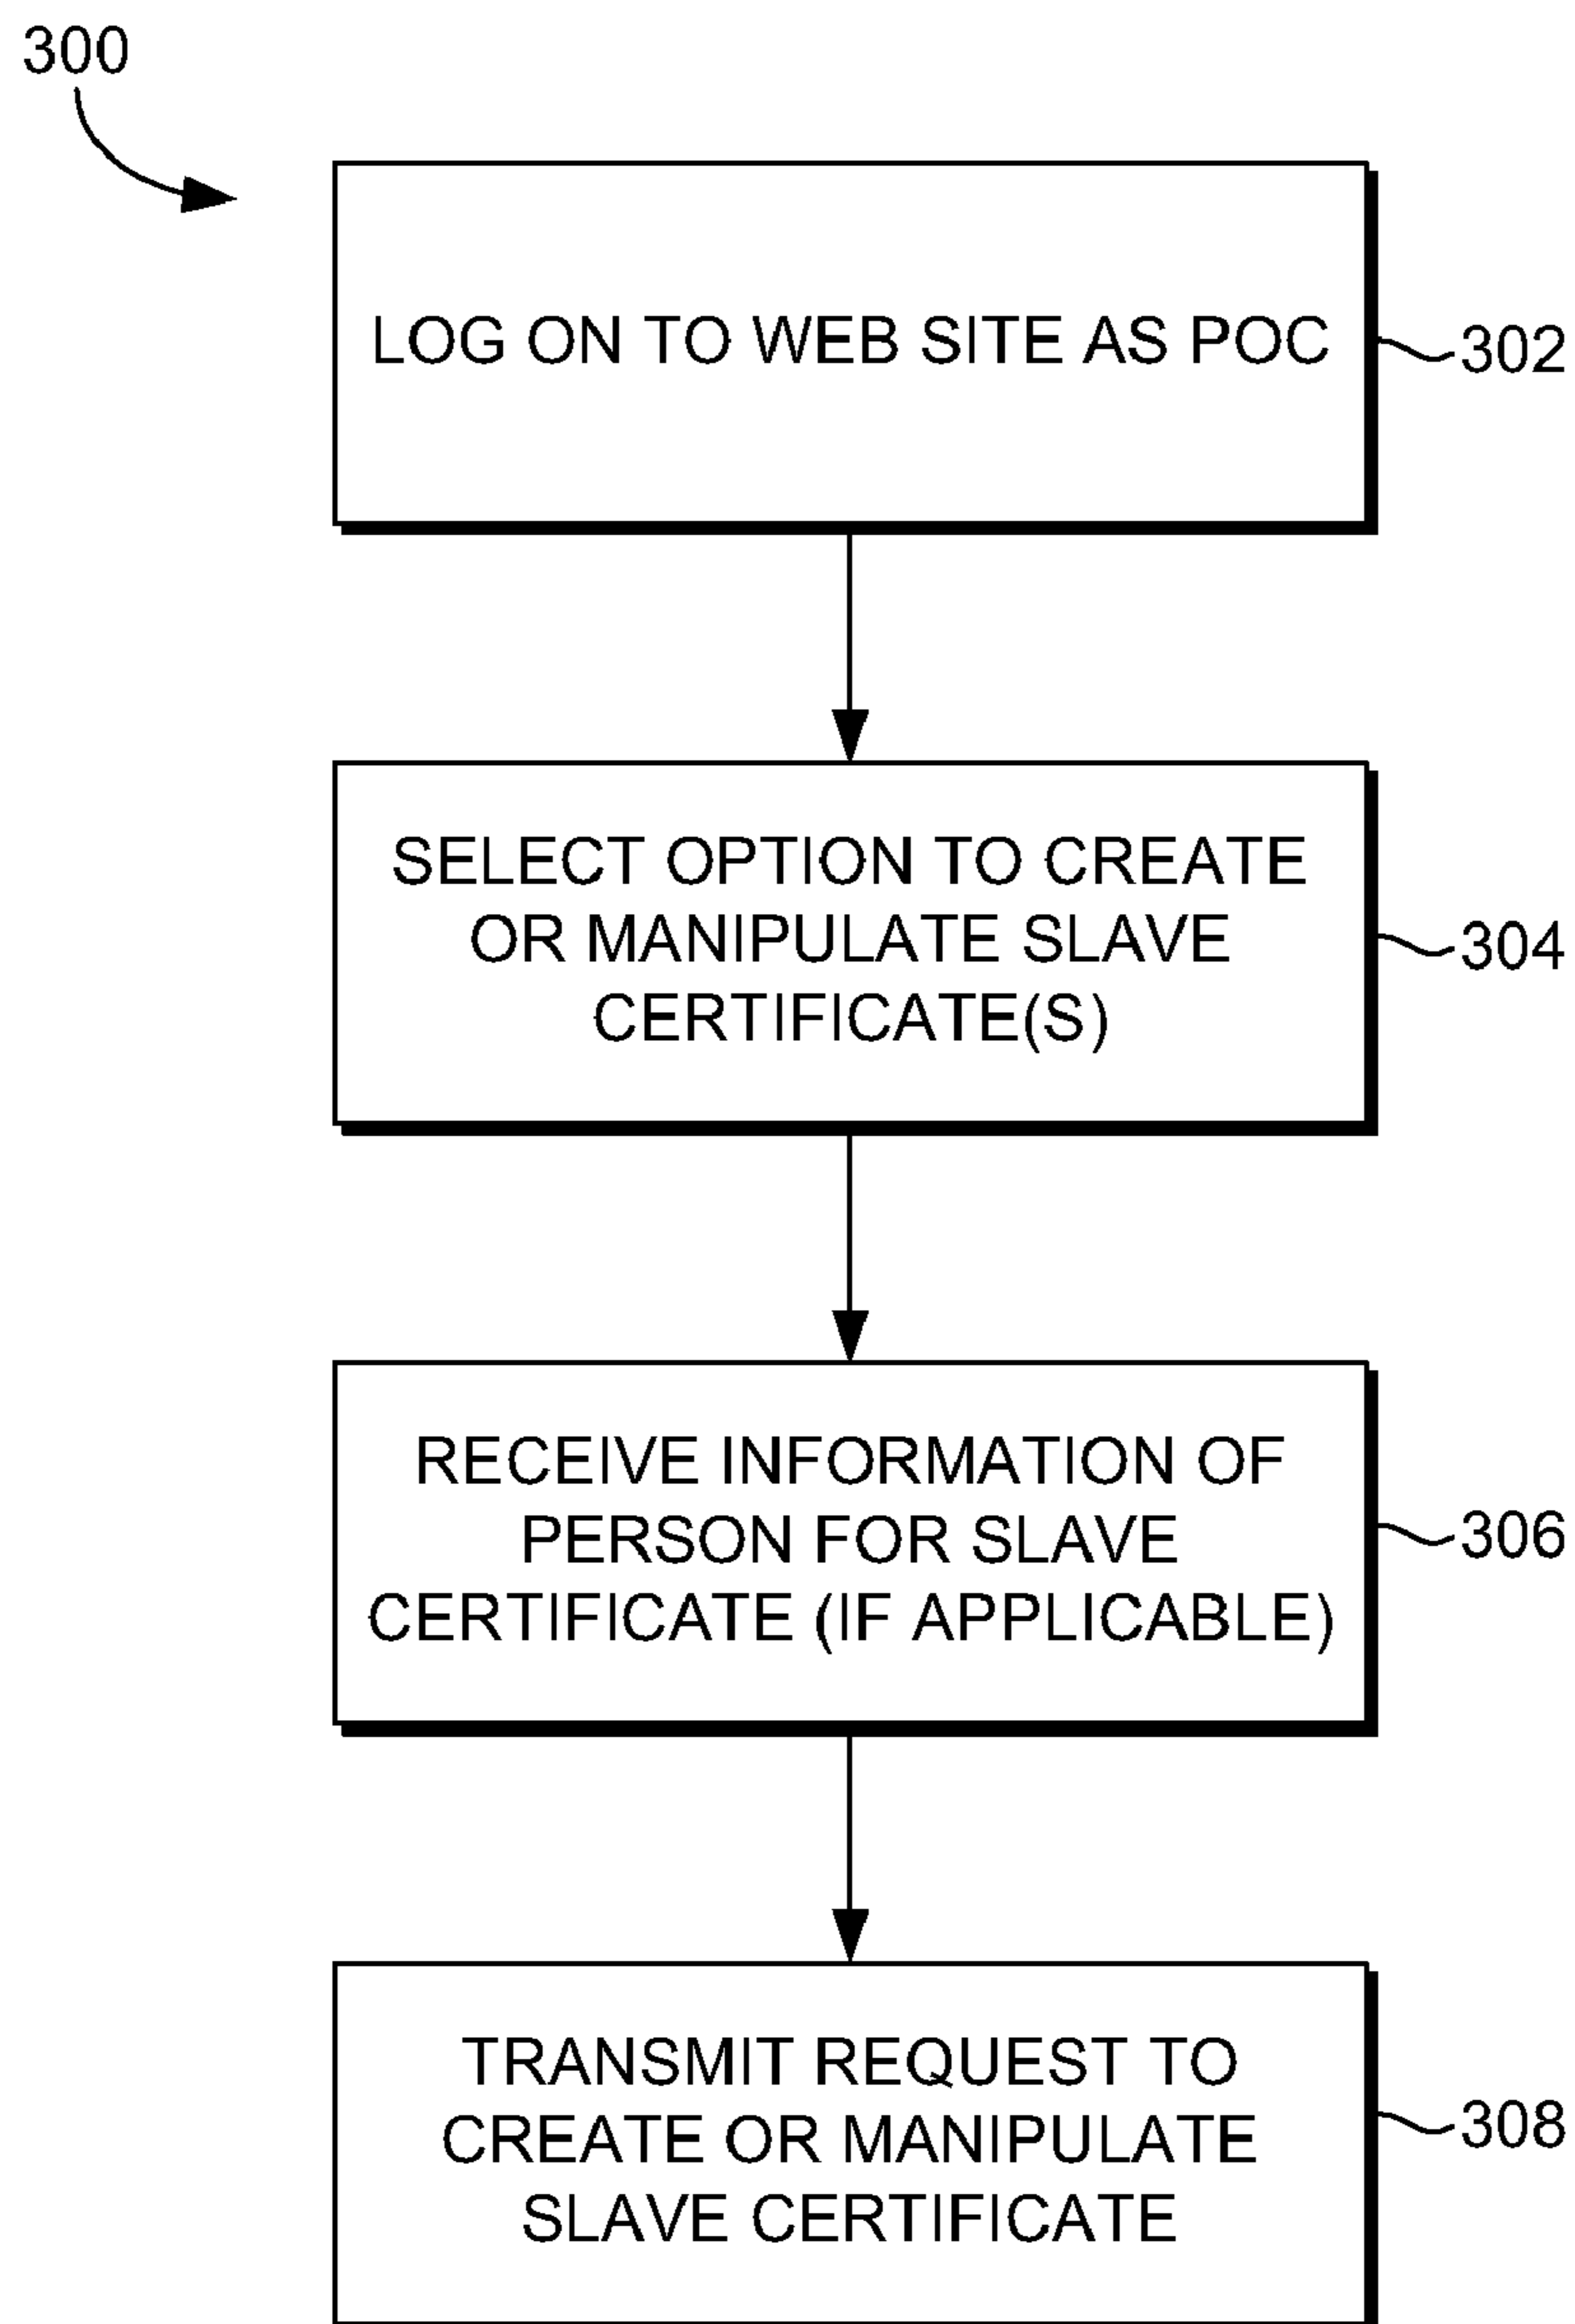 300
LOG ON TO WEB SITE AS POC
302
SELECT OPTION TO CREATE
OR MANIPULATE SLAVE
CERTIFICATE(S)
304
RECEIVE INFORMATION OF
PERSON FOR SLAVE
CERTIFICATE (IF APPLICABLE)
306
TRANSMIT REQUEST TO
CREATE OR MANIPULATE
SLAVE CERTIFICATE
308